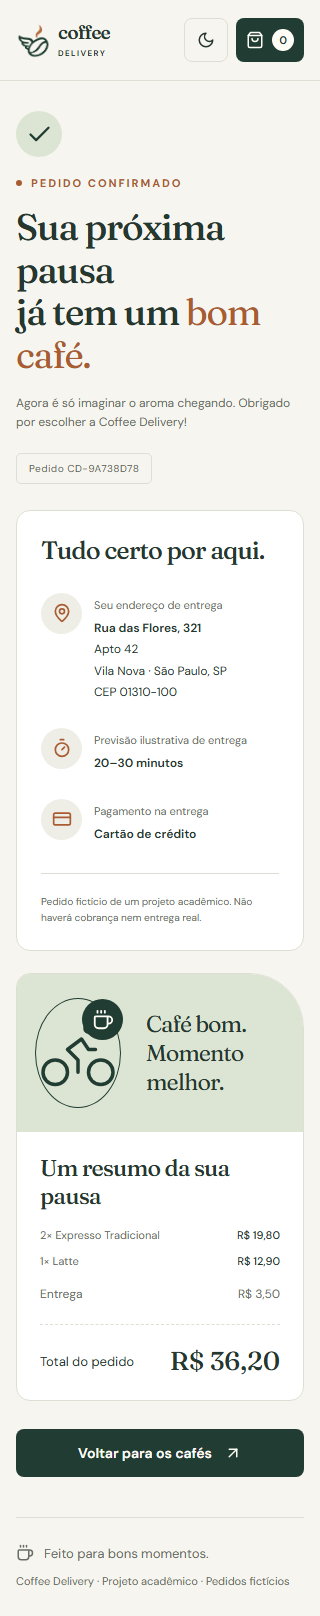 coffee
DELIVERY
0
PEDIDO CONFIRMADO
Sua próxima
pausa
já tem um bom
café.
Agora é só imaginar o aroma chegando. Obrigado
por escolher a Coffee Delivery!
Pedido CD-9A738D78
Tudo certo por aqui.
Seu endereço de entrega
Rua das Flores, 321
Apto 42
Vila Nova · São Paulo, SP
CEP 01310-100
Previsão ilustrativa de entrega
20–30 minutos
Pagamento na entrega
Cartão de crédito
Pedido fictício de um projeto acadêmico. Não
haverá cobrança nem entrega real.
Café bom.
Momento
melhor.
Um resumo da sua
pausa
2× Expresso Tradicional R$ 19,80
1× Latte R$ 12,90
Entrega R$ 3,50
Total do pedido R$ 36,20
Voltar para os cafés
Feito para bons momentos.
Coffee Delivery · Projeto acadêmico · Pedidos fictícios